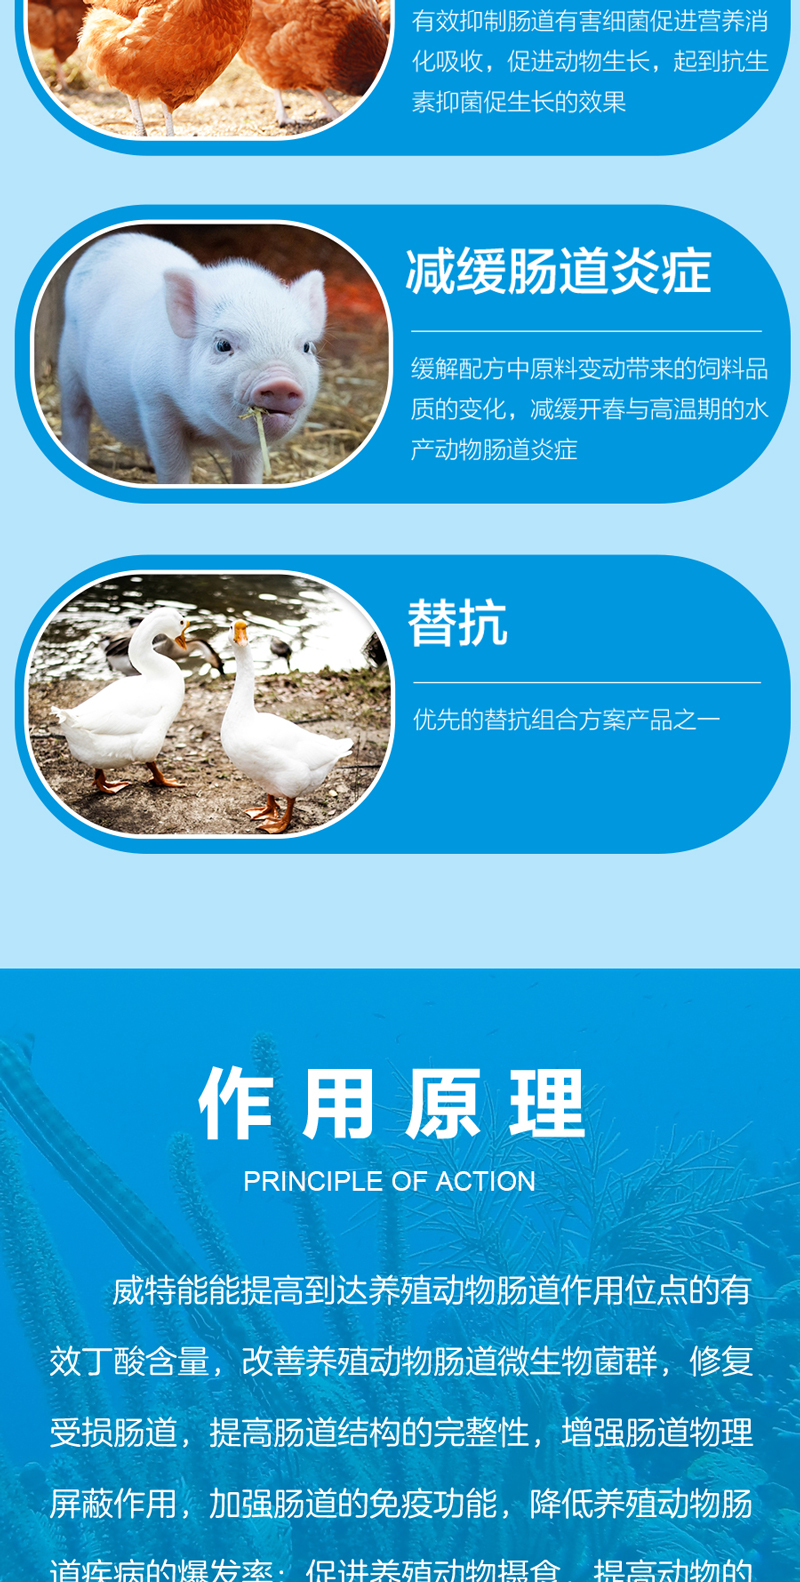 有效抑制肠道有害细菌促进营养消
化吸收，促进动物生长，起到抗生
素抑菌促生长的效果
减缓肠道炎症
缓解配方中原料变动带来的饲料品
质的变化，减缓开春与高温期的水
产动物肠道炎症
替抗
优先的替抗组合方案产品之一
作用原理
PRINCIPLE OF ACTION
威特能能提高到达养殖动物肠道作用位点的有
效丁酸含量，改善养殖动物肠道微生物菌群，修复
受损肠道，提高肠道结构的完整性，增强肠道物理
屏蔽作用，加强肠道的免疫功能，降低养殖动物肠
道疾病的爆发率；促进养殖动物摄食，提高动物的